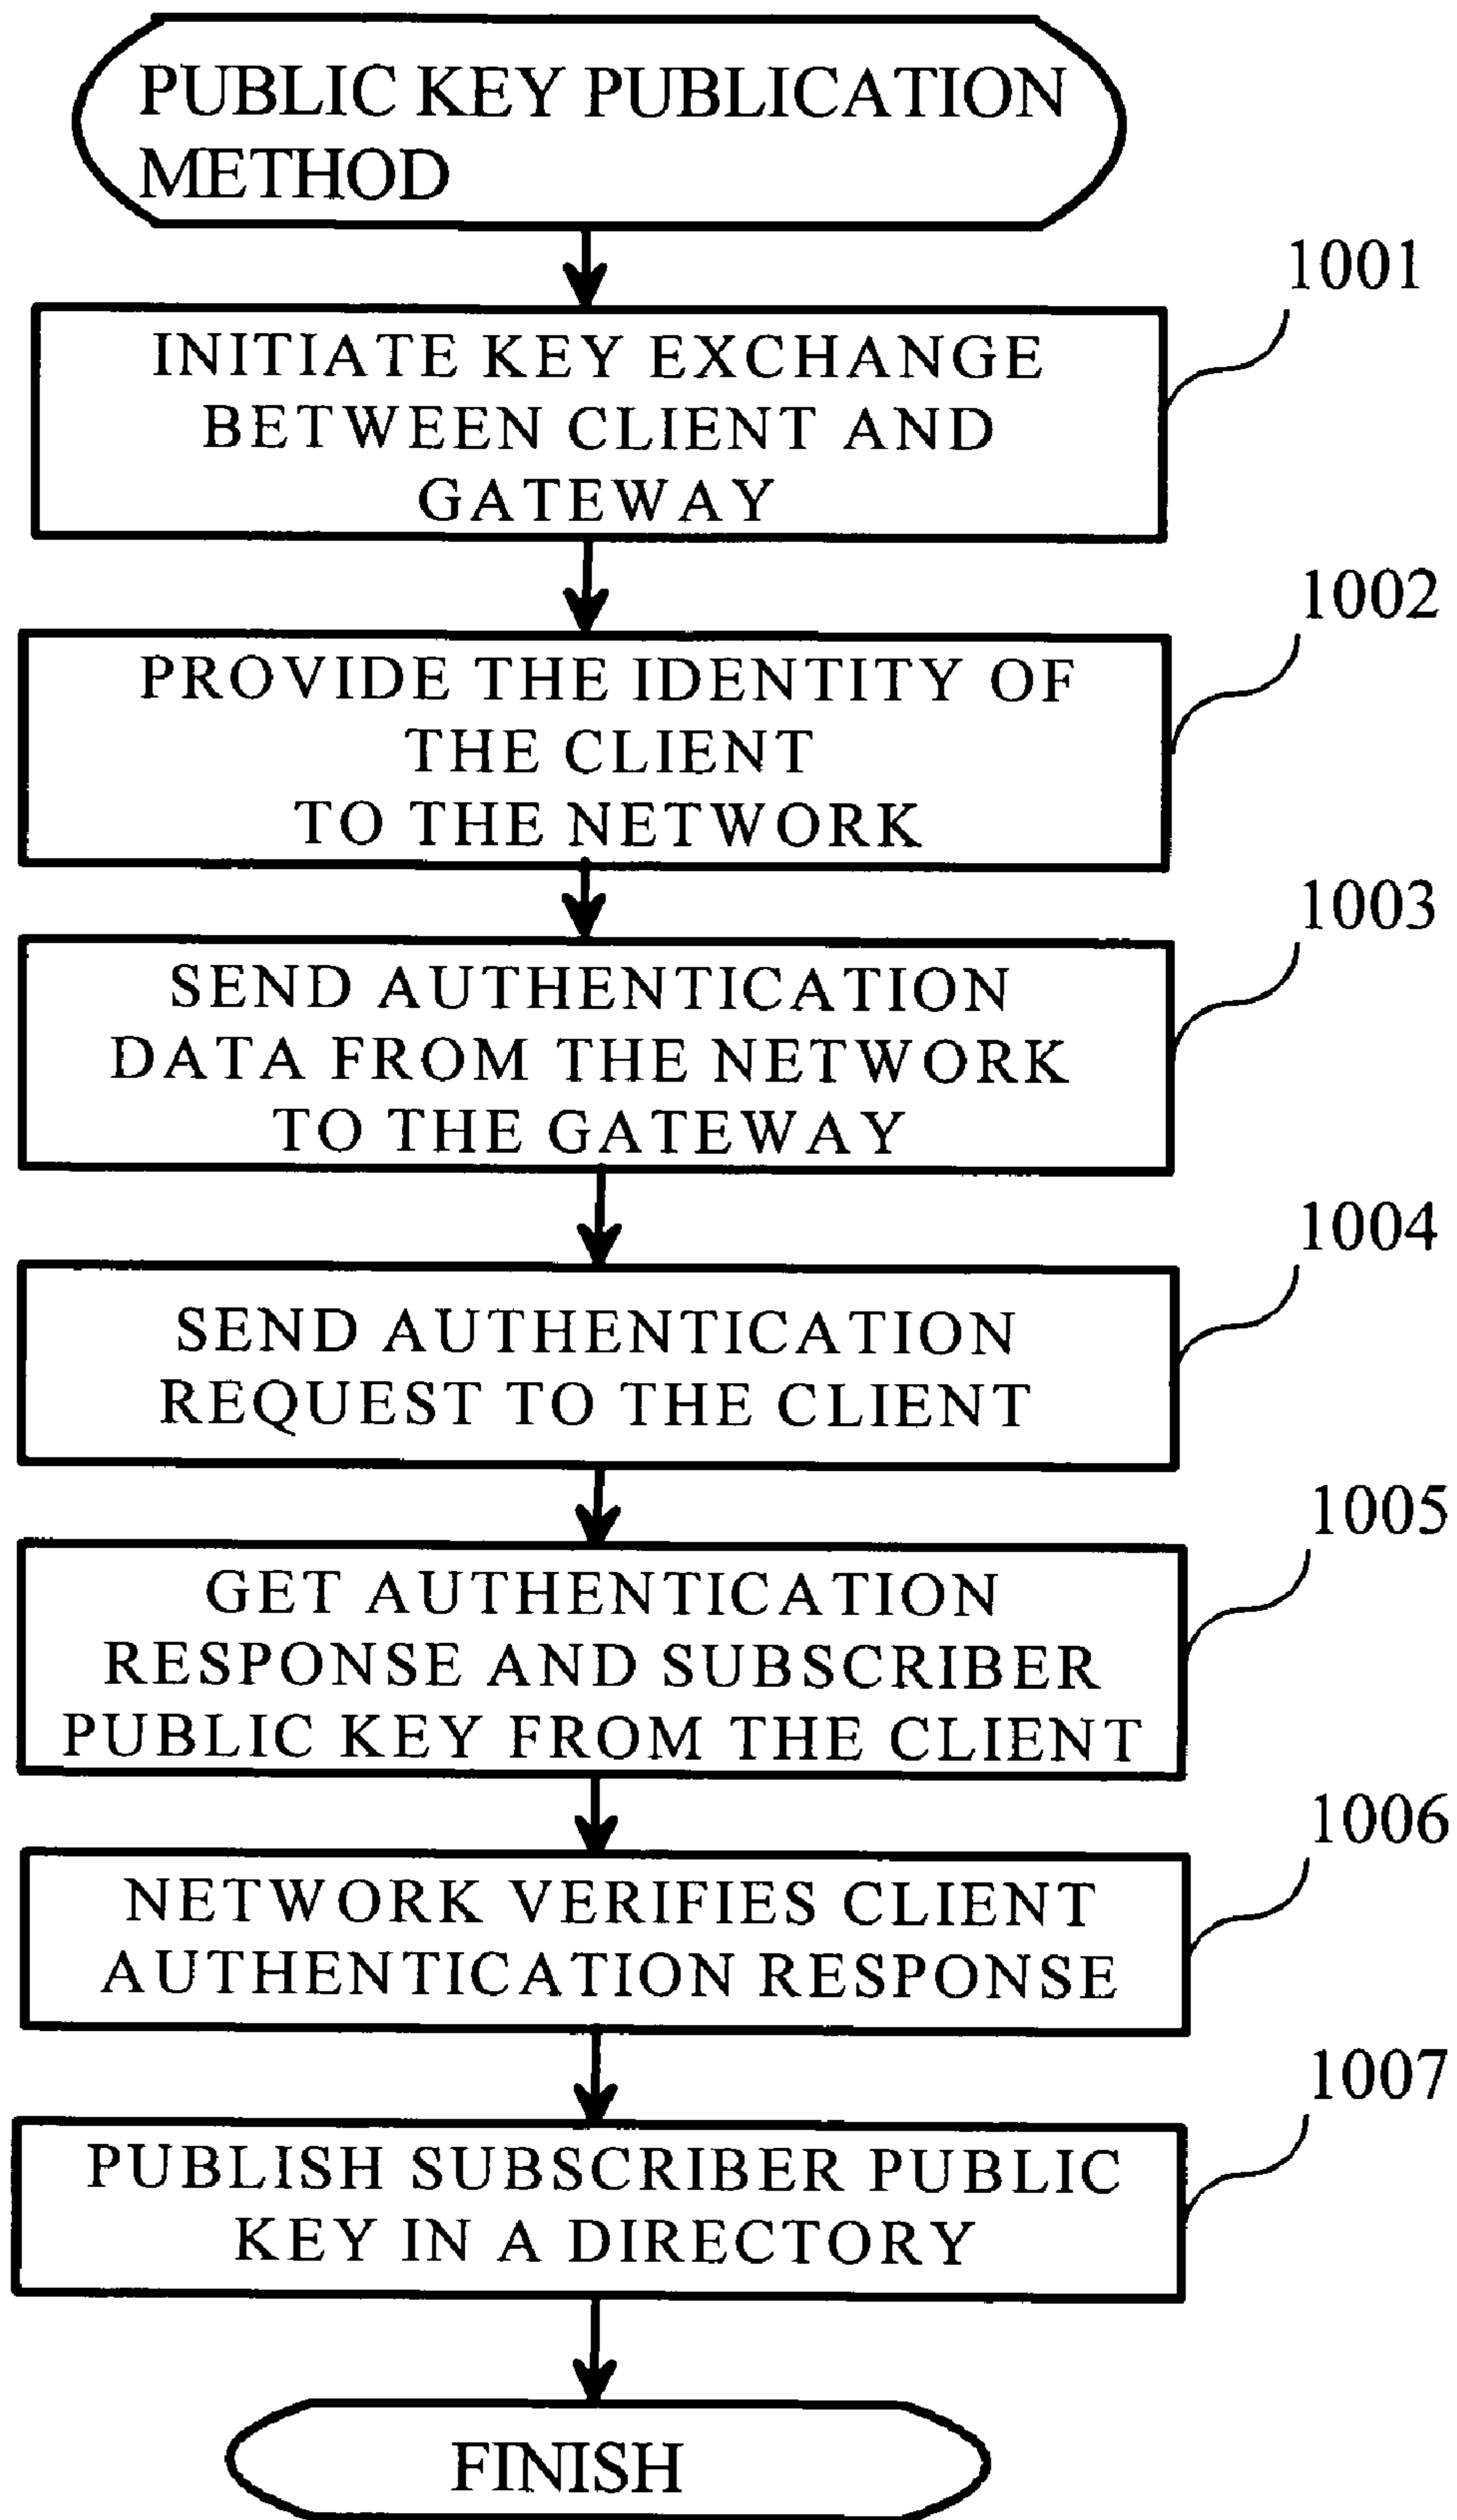 PUBLIC KEY PUBLICATION
METHOD
1001
INITIATE KEY EXCHANGE
BETWEEN CLIENT AND
GATEWAY
1002
PROVIDE THE IDENTITY OF
THE CLIENT
TO THE NETWORK
1003
SEND AUTHENTICATION
DATA FROM THE NETWORK
TO THE GATEWAY
1004
SEND AUTHENTICATION
REQUEST TO THE CLIENT
1005
GET AUTHENTICATION
RESPONSE AND SUBSCRIBER
PUBLIC KEY FROM THE CLIENT
1006
NETWORK VERIFIES CLIENT
AUTHENTICATION RESPONSE
1007
PUBLISH SUBSCRIBER PUBLIC
KEY IN A DIRECTORY
FINISH